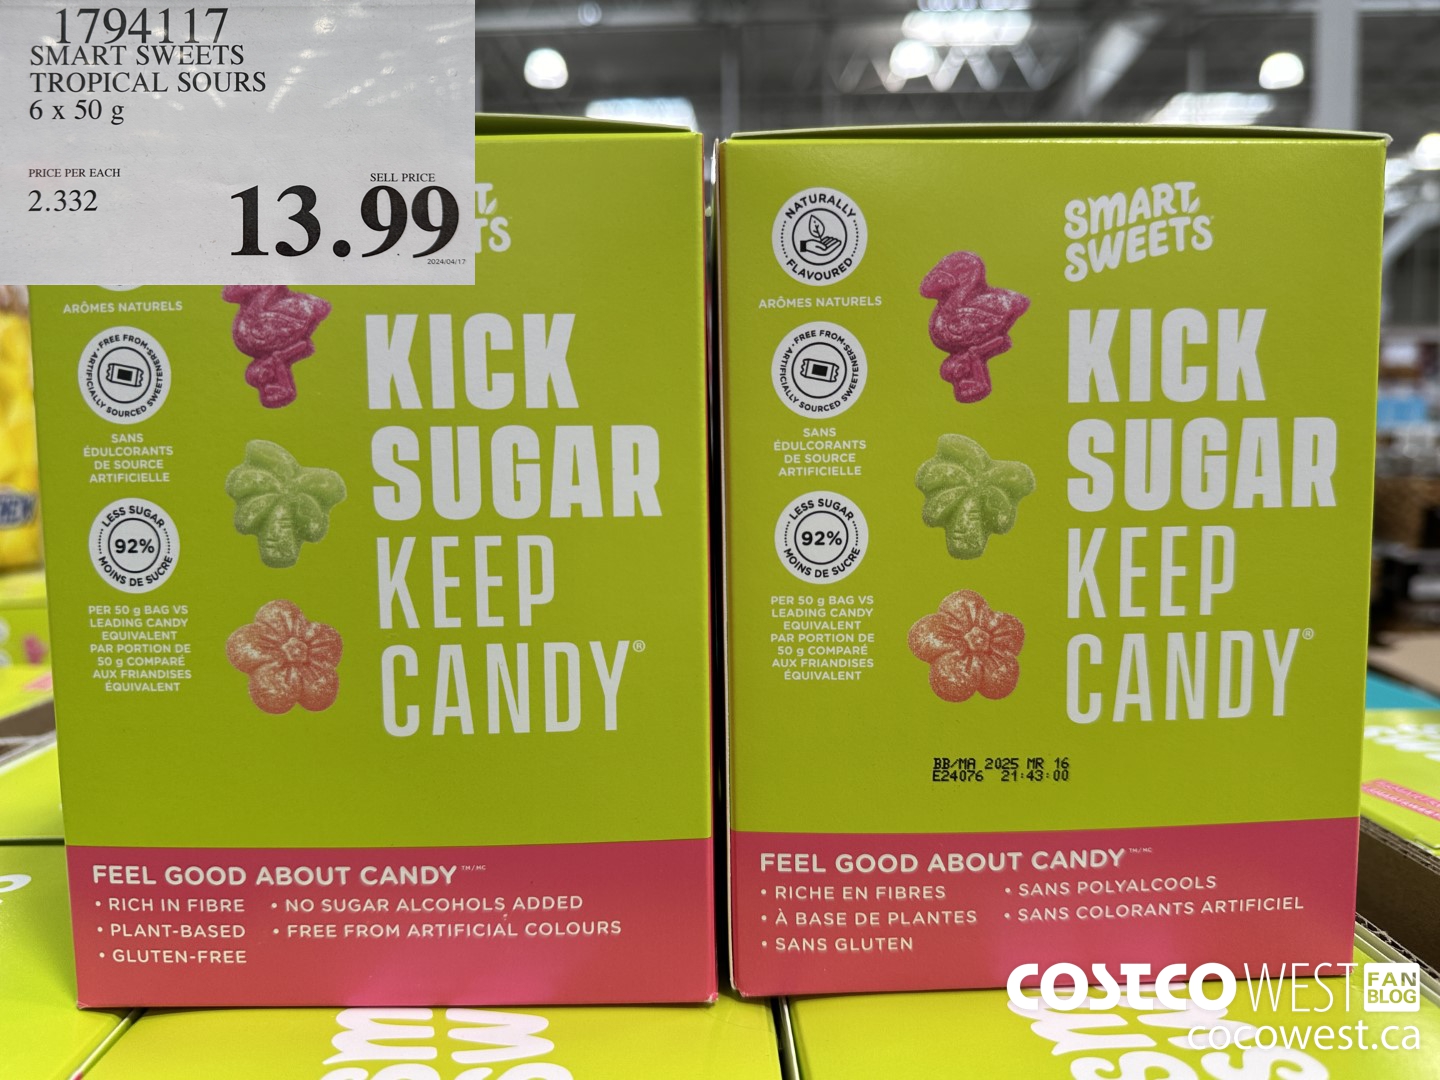 1794117
SMART SWEETS
TROPICAL SOURS
6 x 50 g
PRICE PER EACH
2.332
SELL PRICE
13.99
2024/04/17
T,
TS
ARÔMES NATURELS
FREE FROM
ARTIFICIALLY SOURCED SWEETENERS
SANS
ÉDULCORANTS
DE SOURCE
ARTIFICIELLE
LESS SUGAR
92%
MOINS DE SUCRE
PER 50 g BAG VS
LEADING CANDY
EQUIVALENT
PAR PORTION DE
50 g COMPARÉ
AUX FRIANDISES
ÉQUIVALENT
KICK
SUGAR
KEEP
CANDY®
FEEL GOOD ABOUT CANDY™/MC
• RICH IN FIBRE
• PLANT-BASED
• GLUTEN-FREE
• NO SUGAR ALCOHOLS ADDED
• FREE FROM ARTIFICIAL COLOURS
NATURALLY
FLAVOURED
ARÔMES NATURELS
FREE FROM
ARTIFICIALLY SOURCED SWEETENERS
SANS
ÉDULCORANTS
DE SOURCE
ARTIFICIELLE
LESS SUGAR
92%
MOINS DE SUCRE
PER 50 g BAG VS
LEADING CANDY
EQUIVALENT
PAR PORTION DE
50 g COMPARÉ
AUX FRIANDISES
ÉQUIVALENT
SMART
SWEETS
KICK
SUGAR
KEEP
CANDY®
BB/MA 2025 MR 16
E24076 21:43:00
FEEL GOOD ABOUT CANDY™/MC
• RICHE EN FIBRES
• À BASE DE PLANTES
• SANS GLUTEN
• SANS POLYALCOOLS
• SANS COLORANTS ARTIFICIEL
COSTCO WEST FAN
BLOG
cocowest.ca